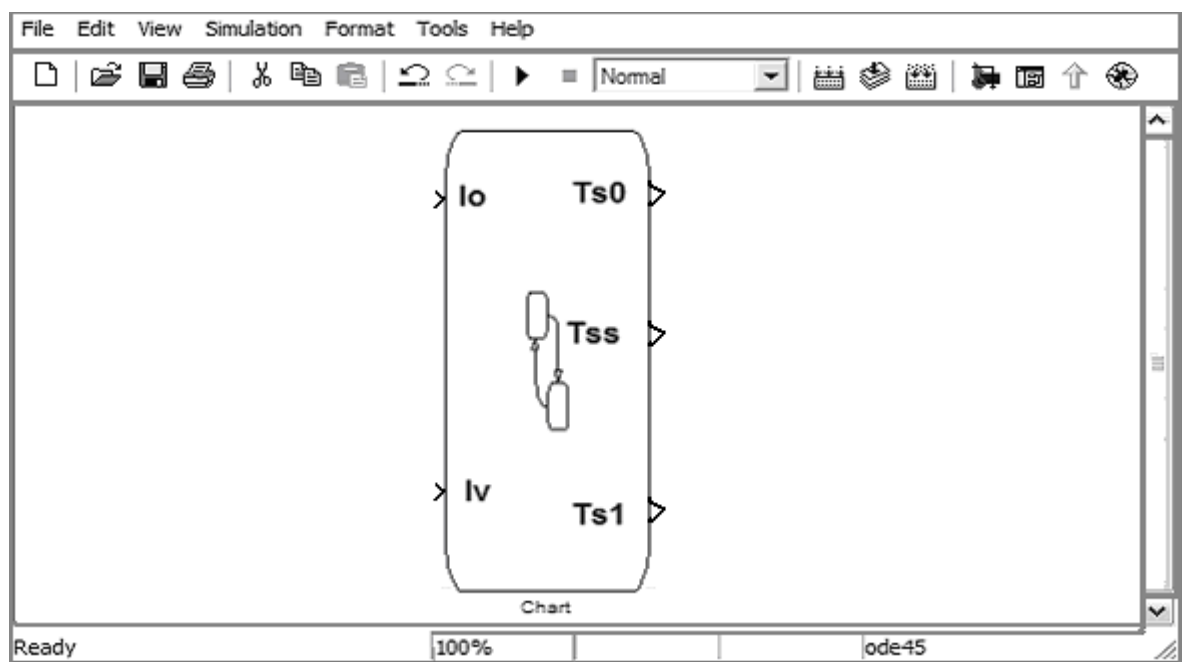 File Edit View Simulation Format Tools Help
Normal
Io Ts0
Tss
Iv Ts1
Chart
Ready 100% ode45